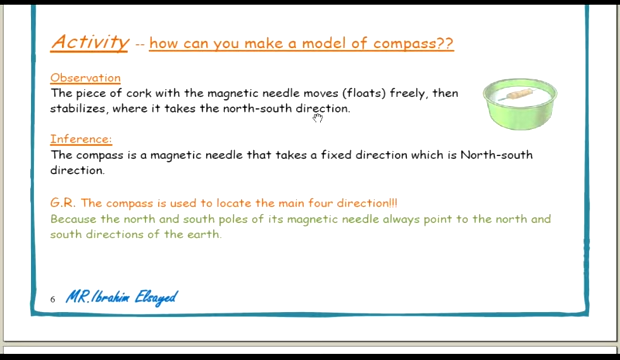 Activity -- how can you make a model of compass??
Observation
The piece of cork with the magnetic needle moves (floats) freely, then
stabilizes, where it takes the north-south direction.
Inference:
The compass is a magnetic needle that takes a fixed direction which is North-south
direction.
G.R. The compass is used to locate the main four direction!!!
Because the north and south poles of its magnetic needle always point to the north and
south directions of the earth.
6 MR.Ibrahim Elsayed